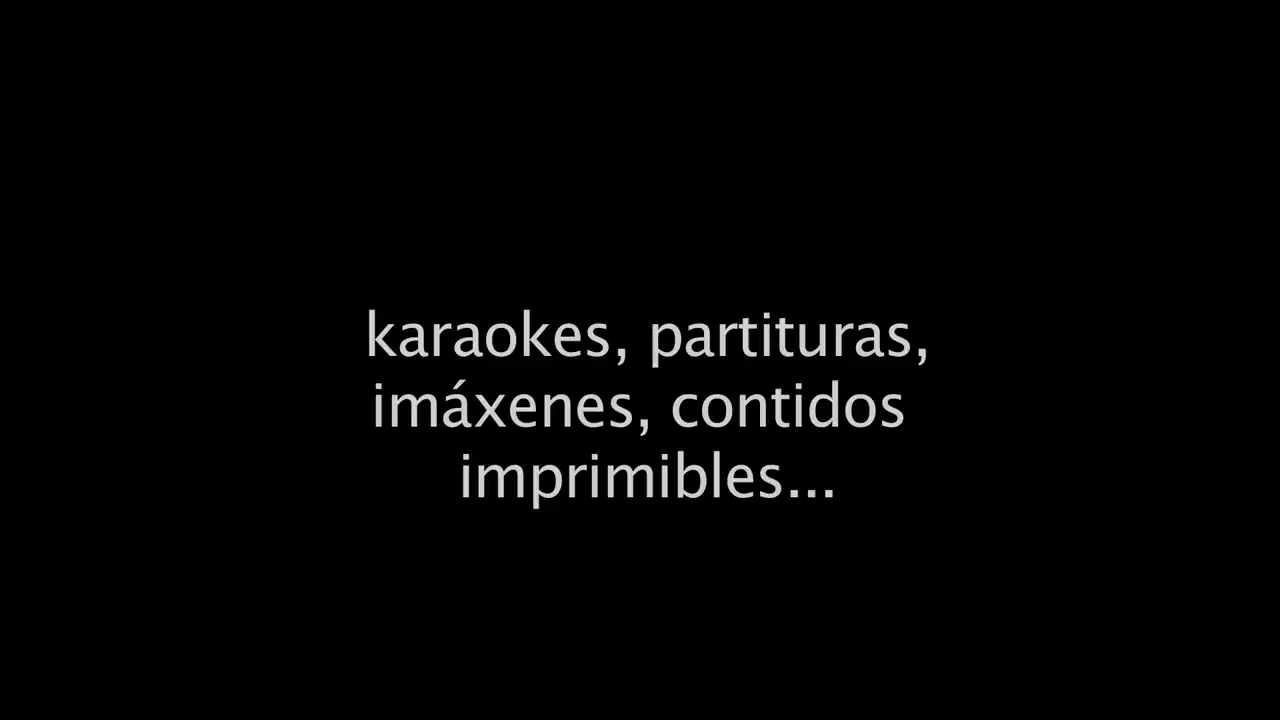 karaokes, partituras,
imáxenes, contidos
imprimibles...